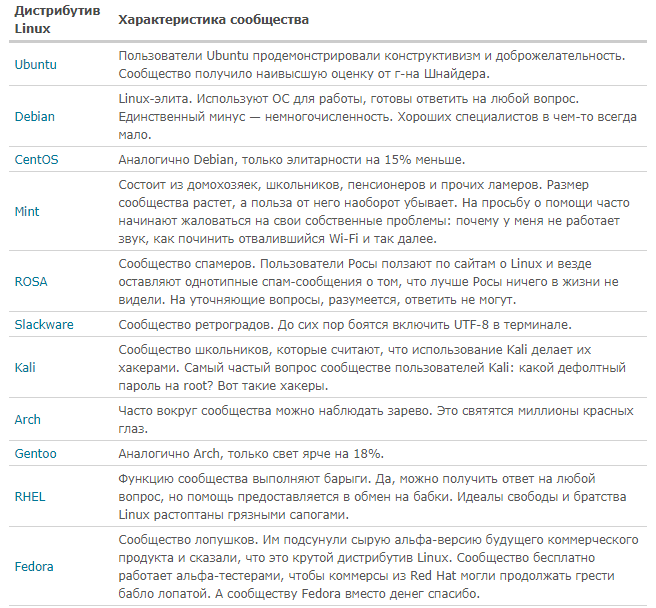 Дистрибутив
Linux
Характеристика сообщества
Ubuntu
Пользователи Ubuntu продемонстрировали конструктивизм и доброжелательность.
Сообщество получило наивысшую оценку от г-на Шнайдера.
Debian
Linux-элита. Используют ОС для работы, готовы ответить на любой вопрос.
Единственный минус — немногочисленность. Хороших специалистов в чем-то всегда
мало.
CentOS
Аналогично Debian, только элитарности на 15% меньше.
Mint
Состоит из домохозяек, школьников, пенсионеров и прочих ламеров. Размер
сообщества растет, а польза от него наоборот убывает. На просьбу о помощи часто
начинают жаловаться на свои собственные проблемы: почему у меня не работает
звук, как починить отвалившийся Wi-Fi и так далее.
ROSA
Сообщество спамеров. Пользователи Росы ползают по сайтам о Linux и везде
оставляют однотипные спам-сообщения о том, что лучше Росы ничего в жизни не
видели. На уточняющие вопросы, разумеется, ответить не могут.
Slackware
Сообщество ретроградов. До сих пор боятся включить UTF-8 в терминале.
Kali
Сообщество школьников, которые считают, что использование Kali делает их
хакерами. Самый частый вопрос сообществе пользователей Kali: какой дефолтный
пароль на root? Вот такие хакеры.
Arch
Часто вокруг сообщества можно наблюдать зарево. Это святятся миллионы красных
глаз.
Gentoo
Аналогично Arch, только свет ярче на 18%.
RHEL
Функцию сообщества выполняют барыги. Да, можно получить ответ на любой
вопрос, но помощь предоставляется в обмен на бабки. Идеалы свободы и братства
Linux растоптаны грязными сапогами.
Fedora
Сообщество лопушков. Им подсунули сырую альфа-версию будущего коммерческого
продукта и сказали, что это крутой дистрибутив Linux. Сообщество бесплатно
работает альфа-тестерами, чтобы коммерсы из Red Hat могли продолжать грести
бабло лопатой. А сообществу Fedora вместо денег спасибо.